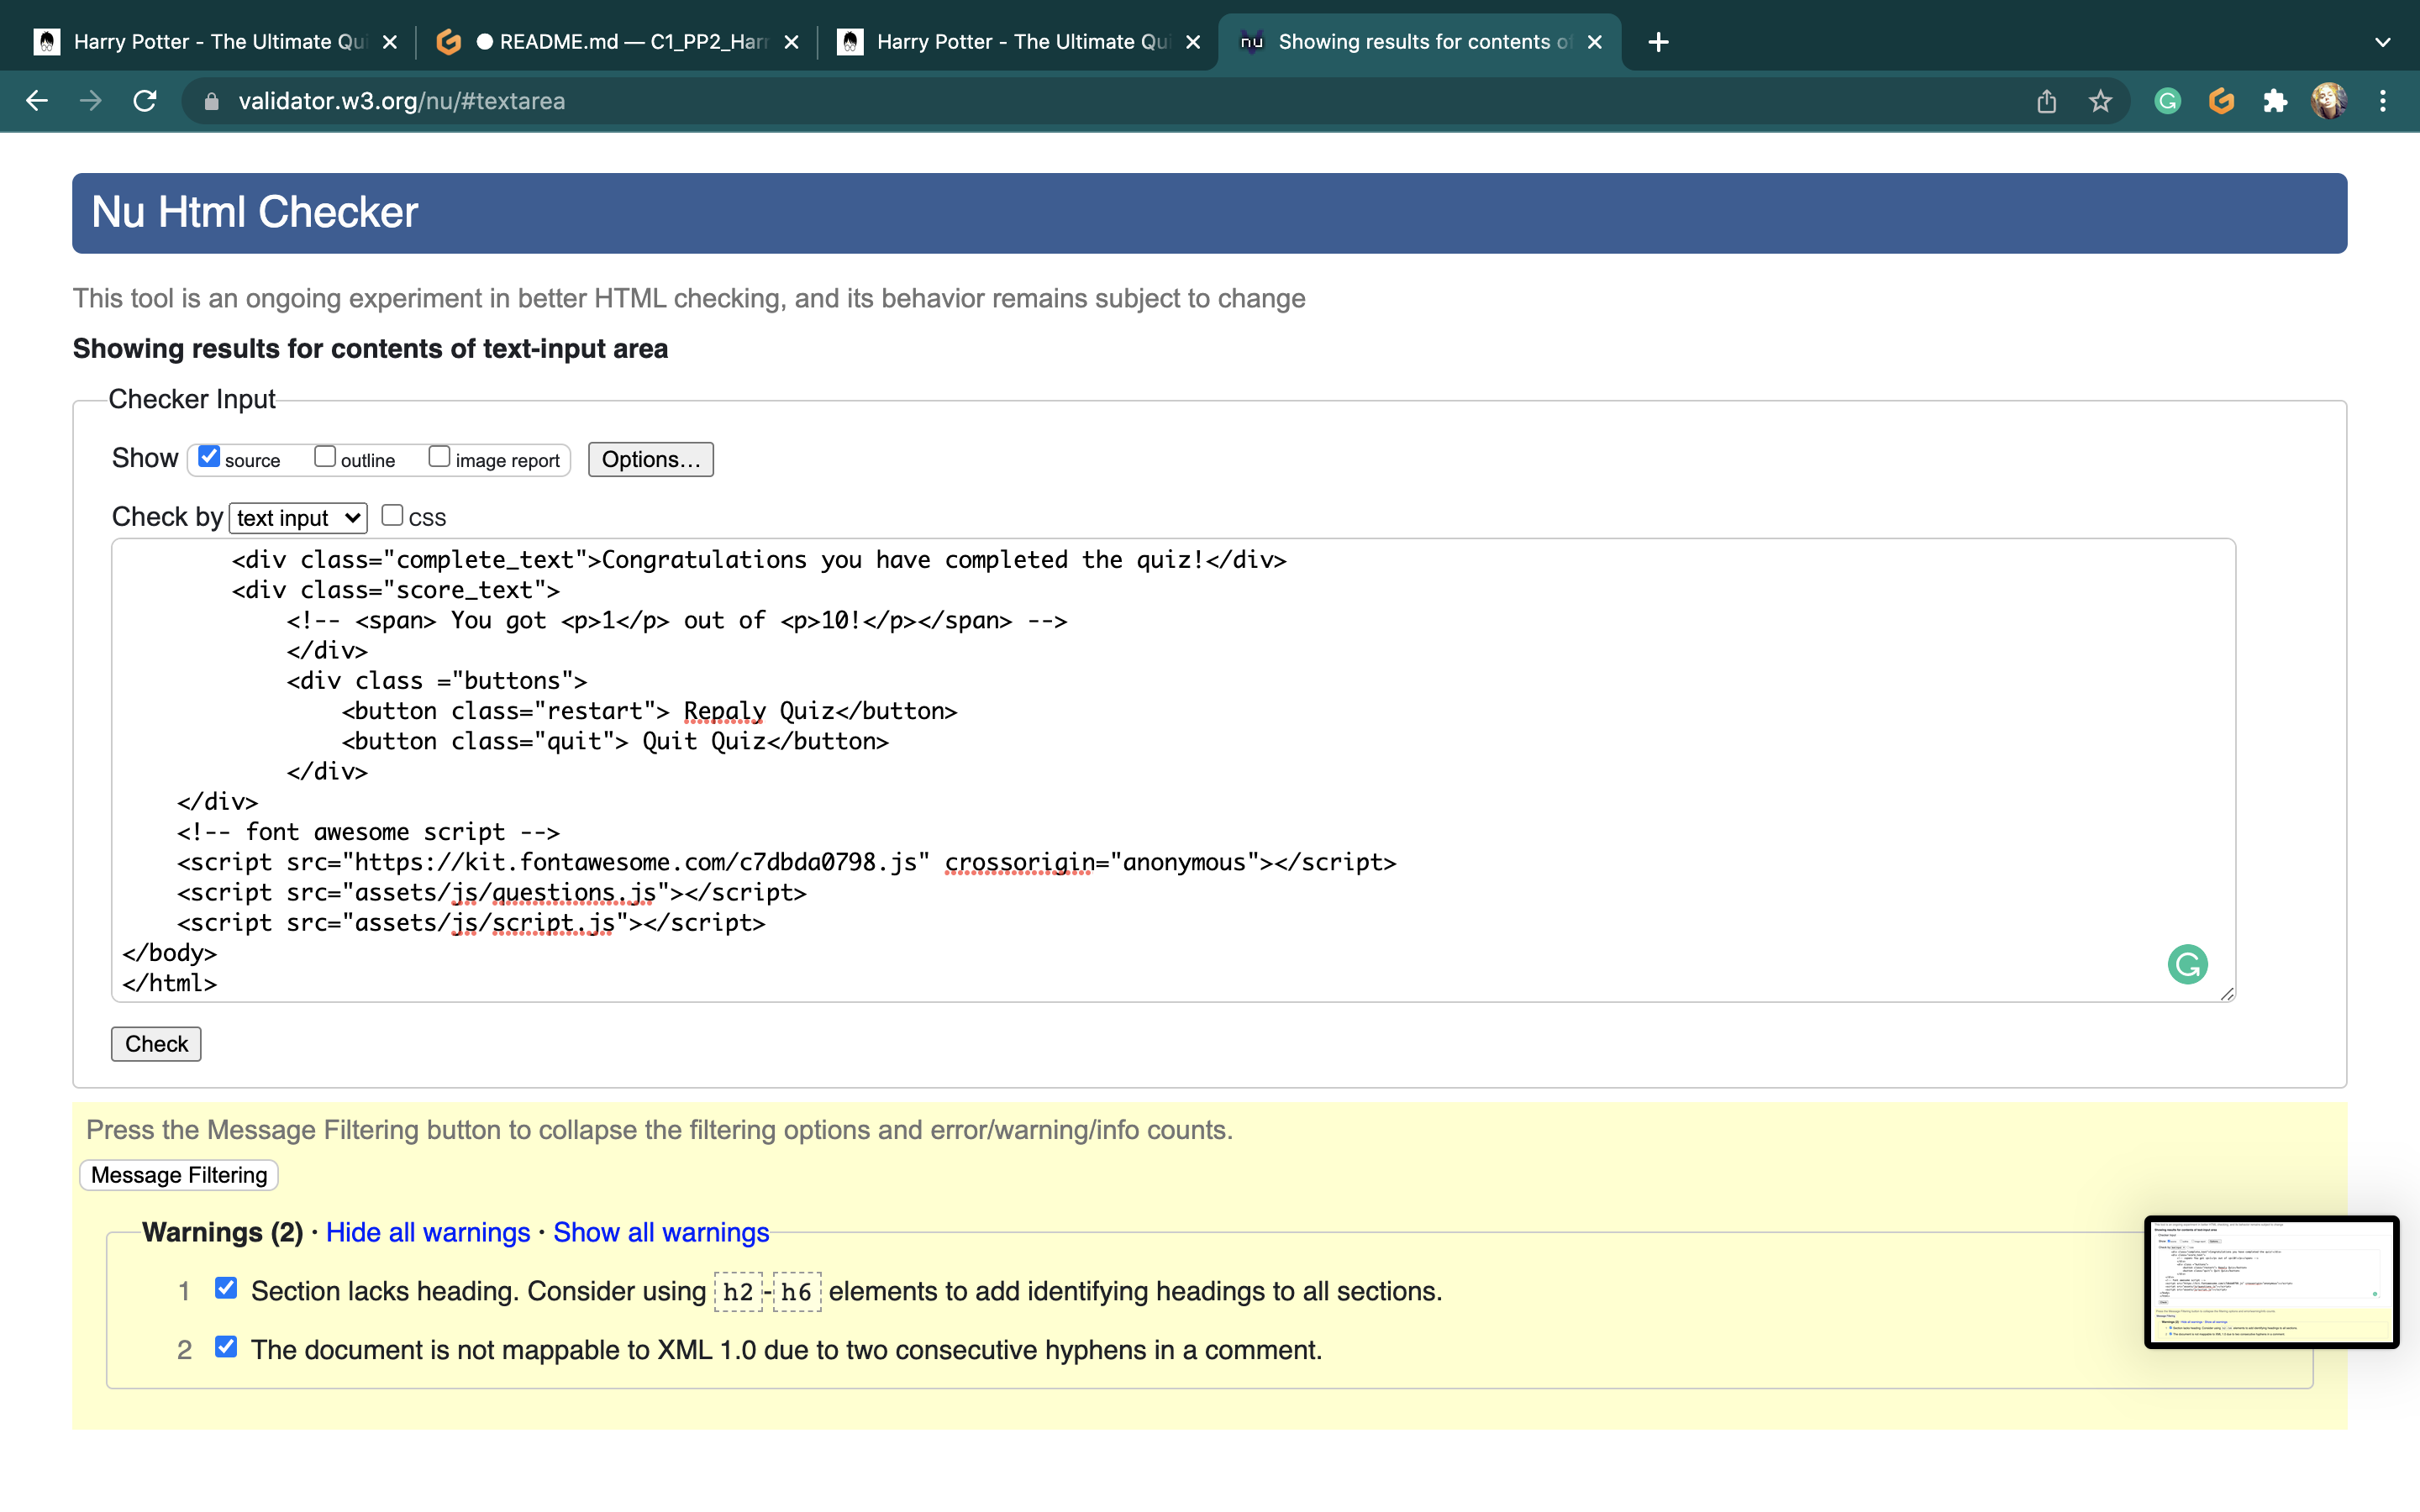 Harry Potter - The Ultimate Qui
README.md — C1_PP2_Harr
Harry Potter - The Ultimate Qui
nu Showing results for contents of
validator.w3.org/nu/#textarea
Nu Html Checker
This tool is an ongoing experiment in better HTML checking, and its behavior remains subject to change
Showing results for contents of text-input area
Checker Input
Show source outline image report Options...
Check by text input CSS
<div class="complete_text">Congratulations you have completed the quiz!</div>
<div class="score_text">
<!-- <span> You got <p>1</p> out of <p>10!</p></span> -->
</div>
<div class ="buttons">
<button class="restart"> Repaly Quiz</button>
<button class="quit"> Quit Quiz</button>
</div>
</div>
<!-- font awesome script -->
<script src="https://kit.fontawesome.com/c7dbda0798.js" crossorigin="anonymous"></script>
<script src="assets/js/questions.js"></script>
<script src="assets/js/script.js"></script>
</body>
</html>
Check
Press the Message Filtering button to collapse the filtering options and error/warning/info counts.
Message Filtering
Warnings (2) · Hide all warnings · Show all warnings
1 Section lacks heading. Consider using h2-h6 elements to add identifying headings to all sections.
2 The document is not mappable to XML 1.0 due to two consecutive hyphens in a comment.